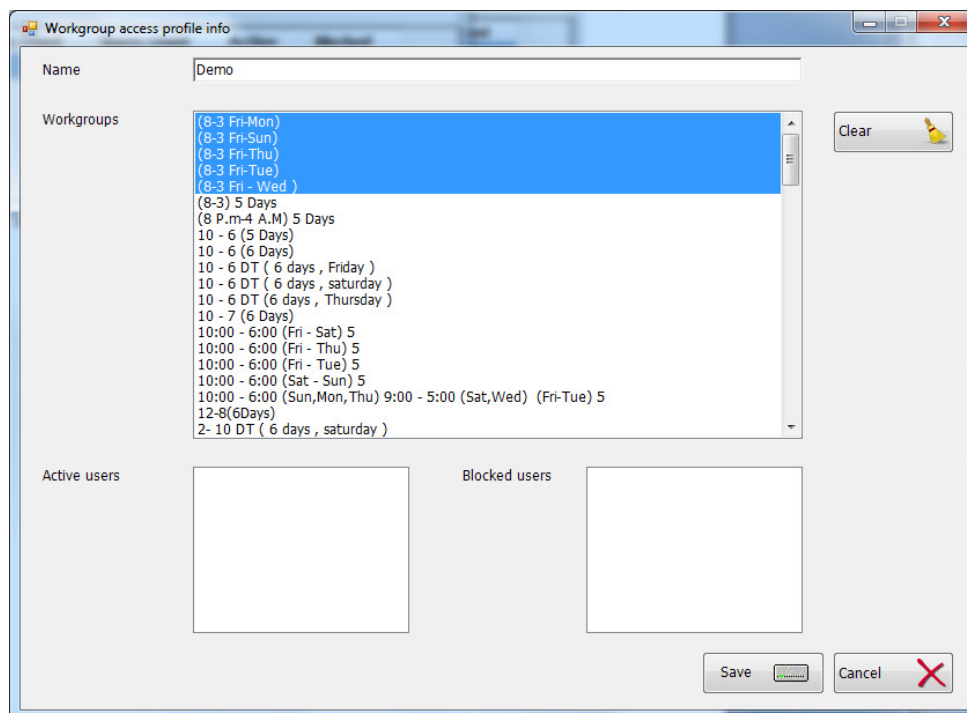 Workgroup access profile info
Name
Demo
Workgroups
(8-3 Fri-Mon)
(8-3 Fri-Sun)
(8-3 Fri-Thu)
(8-3 Fri-Tue)
(8-3 Fri - Wed )
(8-3) 5 Days
(8 P.m-4 A.M) 5 Days
10 - 6 (5 Days)
10 - 6 (6 Days)
10 - 6 DT ( 6 days , Friday )
10 - 6 DT ( 6 days , saturday )
10 - 6 DT (6 days , Thursday )
10 - 7 (6 Days)
10:00 - 6:00 (Fri - Sat) 5
10:00 - 6:00 (Fri - Thu) 5
10:00 - 6:00 (Fri - Tue) 5
10:00 - 6:00 (Sat - Sun) 5
10:00 - 6:00 (Sun,Mon,Thu) 9:00 - 5:00 (Sat,Wed)  (Fri-Tue) 5
12-8(6Days)
2- 10 DT ( 6 days , saturday )
Clear
Active users
Blocked users
Save
Cancel